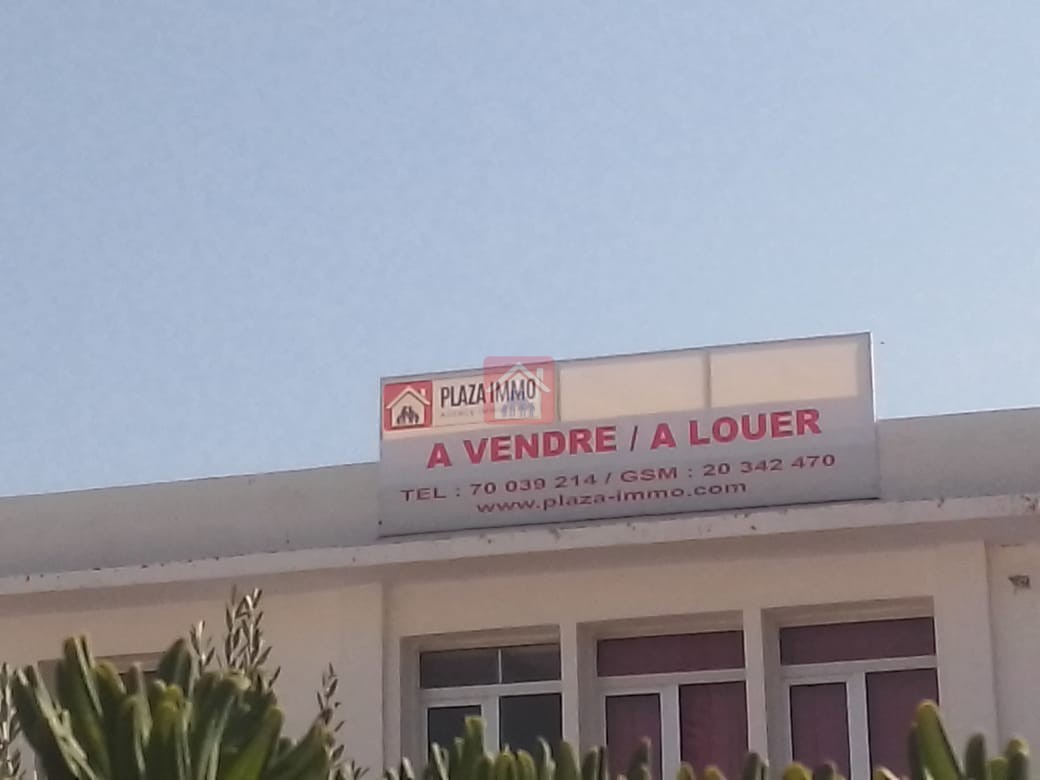 PLAZA IMMO
A VENDRE / A LOUER
TEL : 70 039 214 / GSM : 20 342 470
www.plaza-immo.com